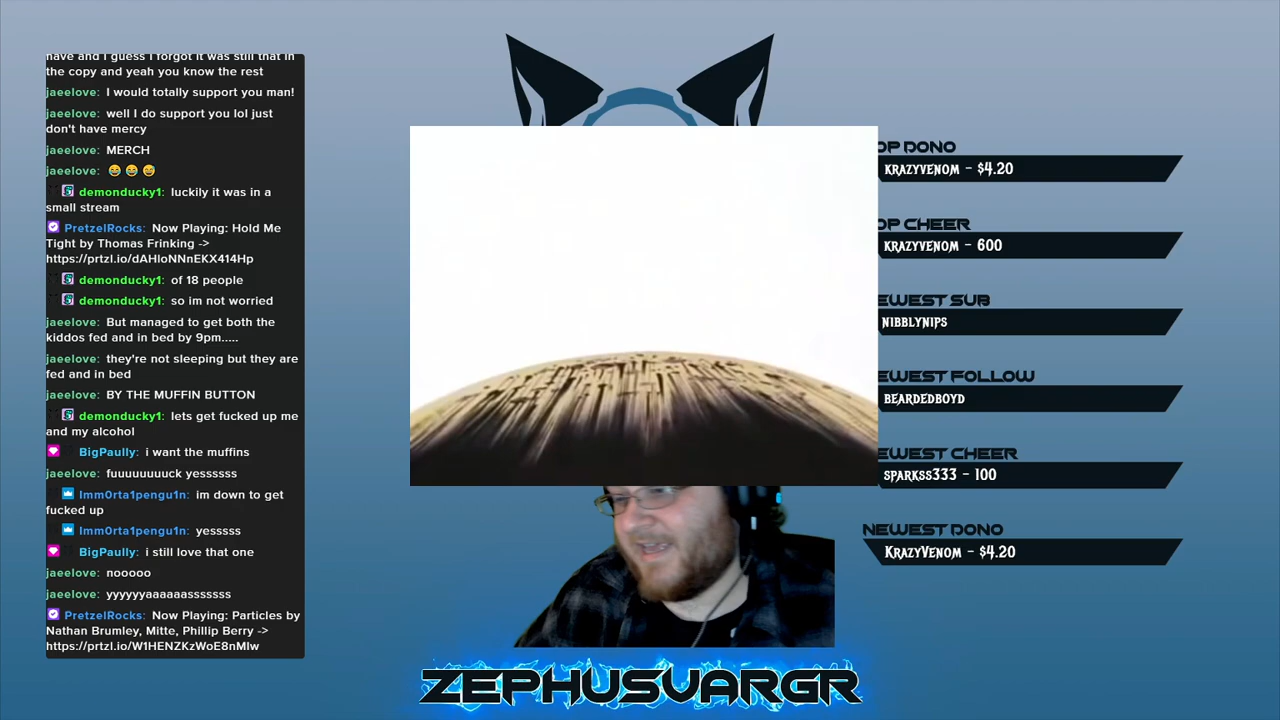 have and I guess I forgot it was still that in
the copy and yeah you know the rest
jaeelove: I would totally support you man!
jaeelove: well I do support you lol just
don't have mercy
jaeelove: MERCH
jaeelove: 😂 😂 😅
demonducky1: luckily it was in a
small stream
PretzelRocks: Now Playing: Hold Me
Tight by Thomas Frinking ->
https://prtzl.io/dAHloNNnEKX414Hp
demonducky1: of 18 people
demonducky1: so im not worried
jaeelove: But managed to get both the
kiddos fed and in bed by 9pm.....
jaeelove: they're not sleeping but they are
fed and in bed
jaeelove: BY THE MUFFIN BUTTON
demonducky1: lets get fucked up me
and my alcohol
BigPaully: i want the muffins
jaeelove: fuuuuuuuck yessssss
Imm0rta1pengu1n: im down to get
fucked up
Imm0rta1pengu1n: yesssss
BigPaully: i still love that one
jaeelove: nooooo
jaeelove: yyyyyyaaaaaasssssss
PretzelRocks: Now Playing: Particles by
Nathan Brumley, Mitte, Phillip Berry ->
https://prtzl.io/W1HENZKzWoE8nMlw
OP DONO
KRAZYVENOM - $4.20
OP CHEER
KRAZYVENOM - 600
EWEST SUB
NIBBLYNIPS
EWEST FOLLOW
BEARDEDBOYD
EWEST CHEER
SPARKSS333 - 100
NEWEST DONO
KRAZYVENOM - $4.20
ZEPHUSVARGR